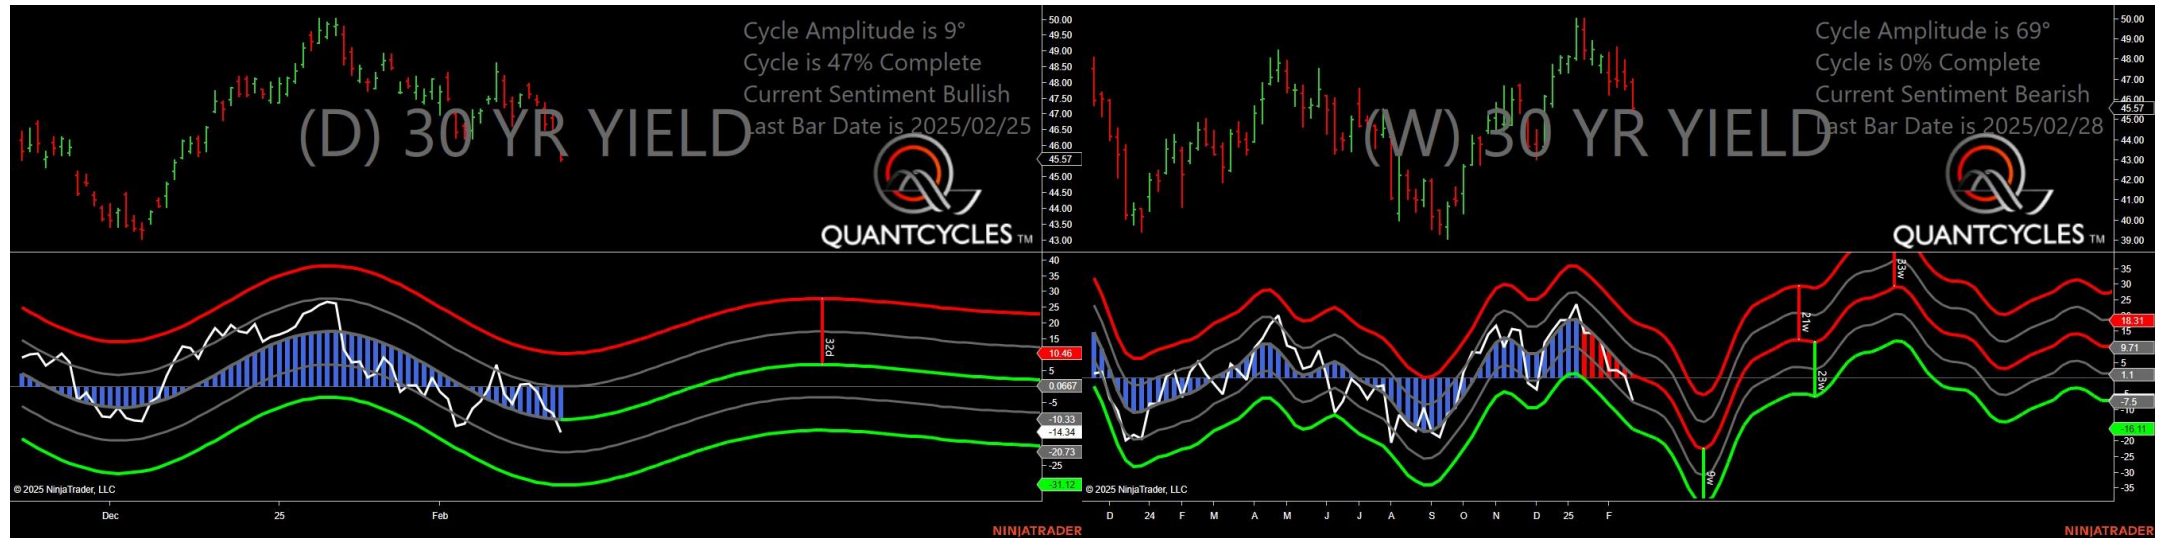 Cycle Amplitude is 9°
Cycle is 47% Complete
Current Sentiment Bullish
Last Bar Date is 2025/02/25
(D) 30 YR YIELD
QUANTCYCLES TM
50.00
49.50
49.00
48.50
48.00
47.50
47.00
46.50
46.00
45.57
45.00
44.50
44.00
43.50
43.00
40
35
30
25
20
15
10.46
5
0.0667
-5
-10.33
-14.34
-20.73
-25
-31.12
32d
© 2025 NinjaTrader, LLC
Dec
25
Feb
NINJATRADER
Cycle Amplitude is 69°
Cycle is 0% Complete
Current Sentiment Bearish
Last Bar Date is 2025/02/28
(W) 30 YR YIELD
QUANTCYCLES TM
50.00
49.00
48.00
47.00
46.00
45.57
45.00
44.00
43.00
42.00
41.00
40.00
39.00
35
30
25
18.31
15
9.71
5
1.1
-7.5
-10
-16.11
-20
-25
-30
-35
33w
21w
23w
9w
© 2025 NinjaTrader, LLC
D
24
F
M
A
M
J
J
A
S
O
N
D
25
F
NINJATRADER